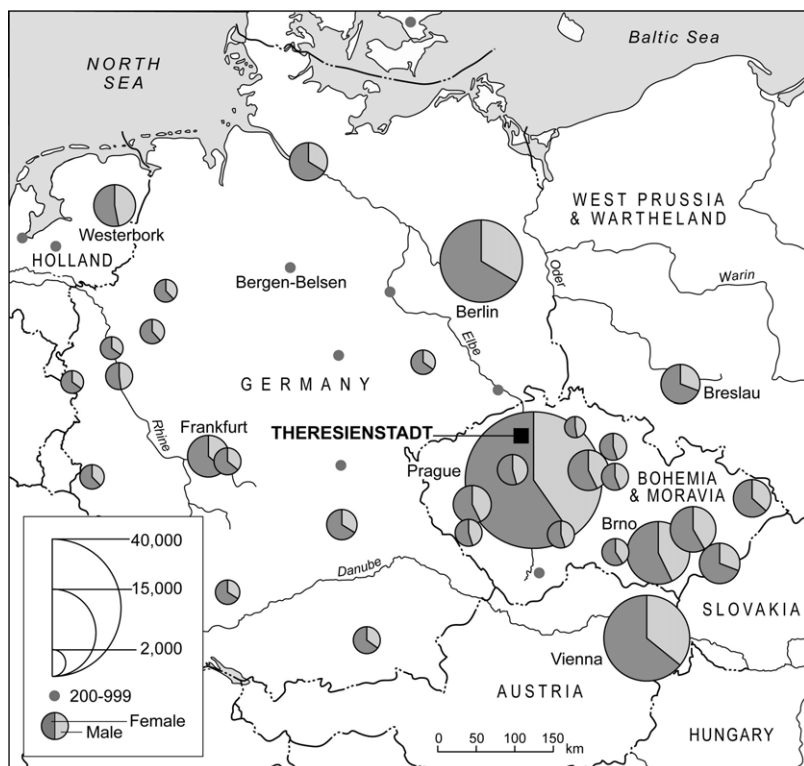 NORTH
SEA
Baltic Sea
WEST PRUSSIA
& WARTHELAND
Westerbork
HOLLAND
Bergen-Belsen
Berlin
Oder
Warin
Elbe
GERMANY
Breslau
Rhine
Frankfurt
THERESIENSTADT
Prague
BOHEMIA
& MORAVIA
Brno
Danube
SLOVAKIA
Vienna
AUSTRIA
HUNGARY
40,000
15,000
2,000
200-999
Female
Male
0 50 100 150
km